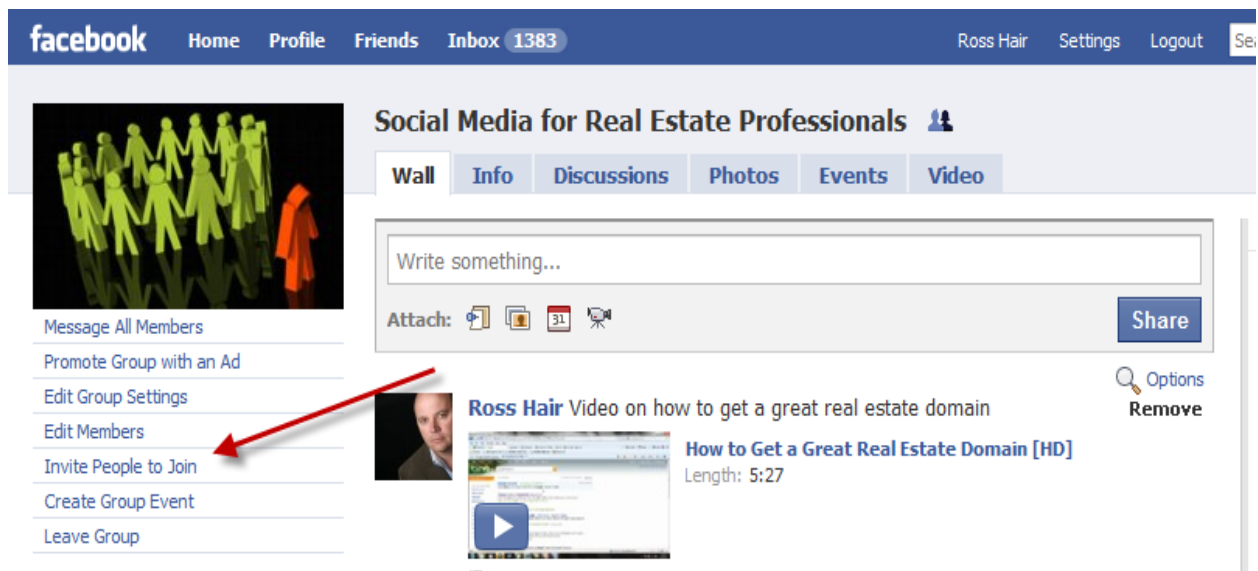 facebook Home Profile Friends Inbox 1383 Ross Hair Settings Logout Sea
Social Media for Real Estate Professionals
Wall Info Discussions Photos Events Video
Write something...
Attach: 31 Share
Message All Members
Promote Group with an Ad
Edit Group Settings
Edit Members
Invite People to Join
Create Group Event
Leave Group
Options
Ross Hair Video on how to get a great real estate domain Remove
How to Get a Great Real Estate Domain [HD]
Length: 5:27